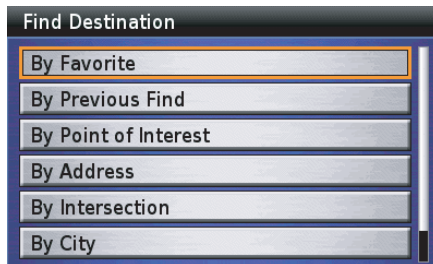 Find Destination
By Favorite
By Previous Find
By Point of Interest
By Address
By Intersection
By City